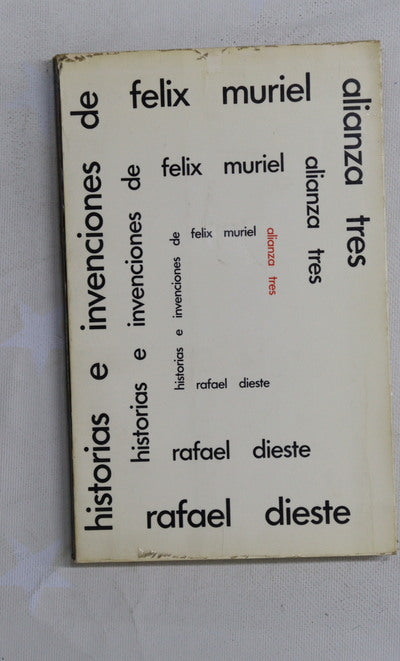 historias e invenciones de
felix muriel
alianza tres
rafael dieste
historias e invenciones de
felix muriel
alianza tres
rafael dieste
historias e invenciones de
felix muriel
alianza tres
rafael dieste